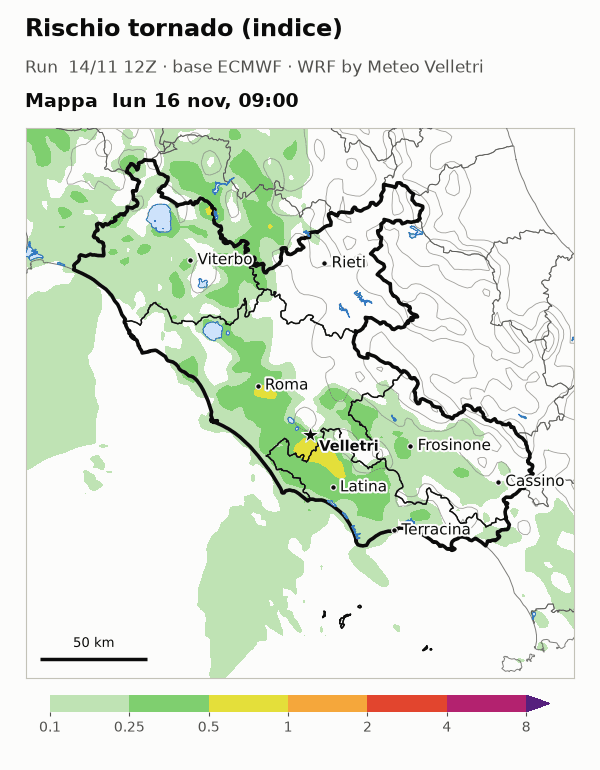 Rischio tornado (indice)
Run  14/11 12Z · base ECMWF · WRF by Meteo Velletri
Mappa  lun 16 nov, 09:00
Viterbo
Rieti
Roma
Velletri
Frosinone
Latina
Cassino
Terracina
50 km
0.1 0.25 0.5 1 2 4 8